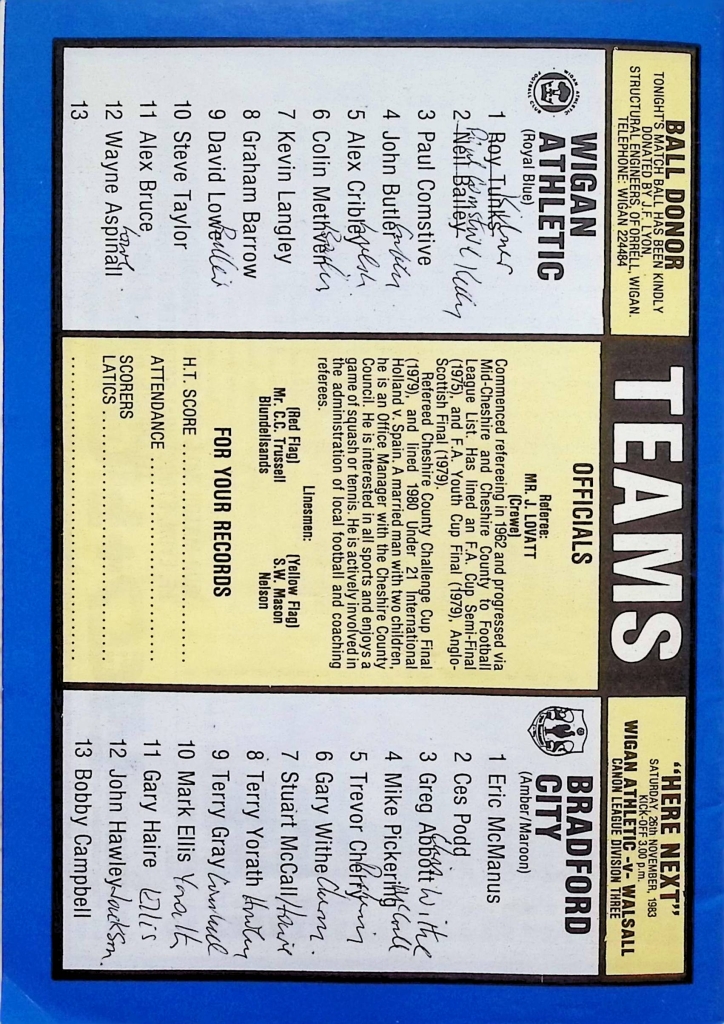 BALL DONOR
TONIGHT'S MATCH BALL HAS BEEN KINDLY
DONATED BY J.F. LYON,
STRUCTURAL ENGINEERS, OF ORRELL, WIGAN.
TELEPHONE: WIGAN 224484
TEAMS
"HERE NEXT"
SATURDAY, 26th NOVEMBER, 1983
KICK-OFF 3.00 p.m.
WIGAN ATHLETIC -v- WALSALL
CANON LEAGUE DIVISION THREE
WIGAN
ATHLETIC
(Royal Blue)
1 Roy Tunks
2 Neil Bailey Kelly
3 Paul Comstive
4 John Butler
5 Alex Cribley
6 Colin Methven
7 Kevin Langley
8 Graham Barrow
9 David Lowe
10 Steve Taylor
11 Alex Bruce
12 Wayne Aspinall Lowe
13
OFFICIALS
Referee:
MR. J. LOVATT
(Crewe)
Commenced refereeing in 1962 and progressed via
Mid-Cheshire and Cheshire County to Football
League List. Has lined an F.A. Cup Semi-Final
(1975), and F.A. Youth Cup Final (1979), Anglo-
Scottish Final (1979).
Refereed Cheshire County Challenge Cup Final
(1979), and lined 1980 Under 21 International
Holland v. Spain. A married man with two children,
he is an Office Manager with the Cheshire County
Council. He is interested in all sports and enjoys a
game of squash or tennis. He is actively involved in
the administration of local football and coaching
referees.
Linesmen:
(Red Flag) (Yellow Flag)
Mr. C.C. Trussell S.W. Mason
Blundellsands Nelson
FOR YOUR RECORDS
H.T. SCORE
ATTENDANCE
SCORERS
LATICS
BRADFORD
CITY
(Amber/Maroon)
1 Eric McManus
2 Ces Podd
3 Greg Abbott Withe
4 Mike Pickering McCall
5 Trevor Cherry
6 Gary Withe Cherry
7 Stuart McCall
8 Terry Yorath Hawley
9 Terry Gray
10 Mark Ellis Yorath
11 Gary Haire Ellis
12 John Hawley Jackson
13 Bobby Campbell